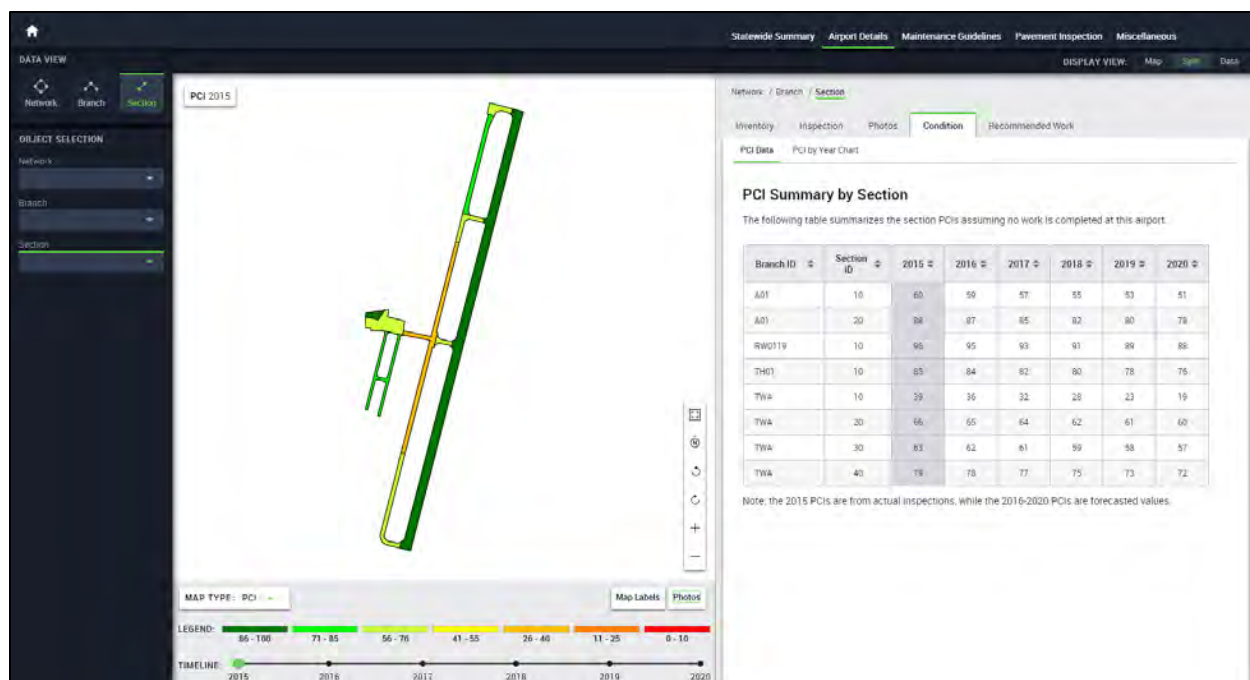 Statewide Summary Airport Details Maintenance Guidelines Pavement Inspection Miscellaneous
DATA VIEW
DISPLAY VIEW: Map Split Data
Network Branch Section
PCI 2015
Network / Branch / Section
OBJECT SELECTION
Inventory Inspection Photos Condition Recommended Work
Network
PCI Data PCI by Year Chart
Branch
Section
PCI Summary by Section
The following table summarizes the section PCIs assuming no work is completed at this airport.
Branch ID Section ID 2015 2016 2017 2018 2019 2020
A01 10 60 59 57 55 53 51
A01 20 88 87 85 82 80 78
RW0119 10 96 95 93 91 89 88
TH01 10 85 84 82 80 78 76
TWA 10 39 36 32 28 23 19
TWA 20 66 65 64 62 61 60
TWA 30 63 62 61 59 58 57
TWA 40 79 78 77 75 73 72
Note: the 2015 PCIs are from actual inspections, while the 2016-2020 PCIs are forecasted values.
MAP TYPE: PCI
Map Labels Photos
LEGEND:
86 - 100 71 - 85 56 - 70 41 - 55 26 - 40 11 - 25 0 - 10
TIMELINE:
2015 2016 2017 2018 2019 2020